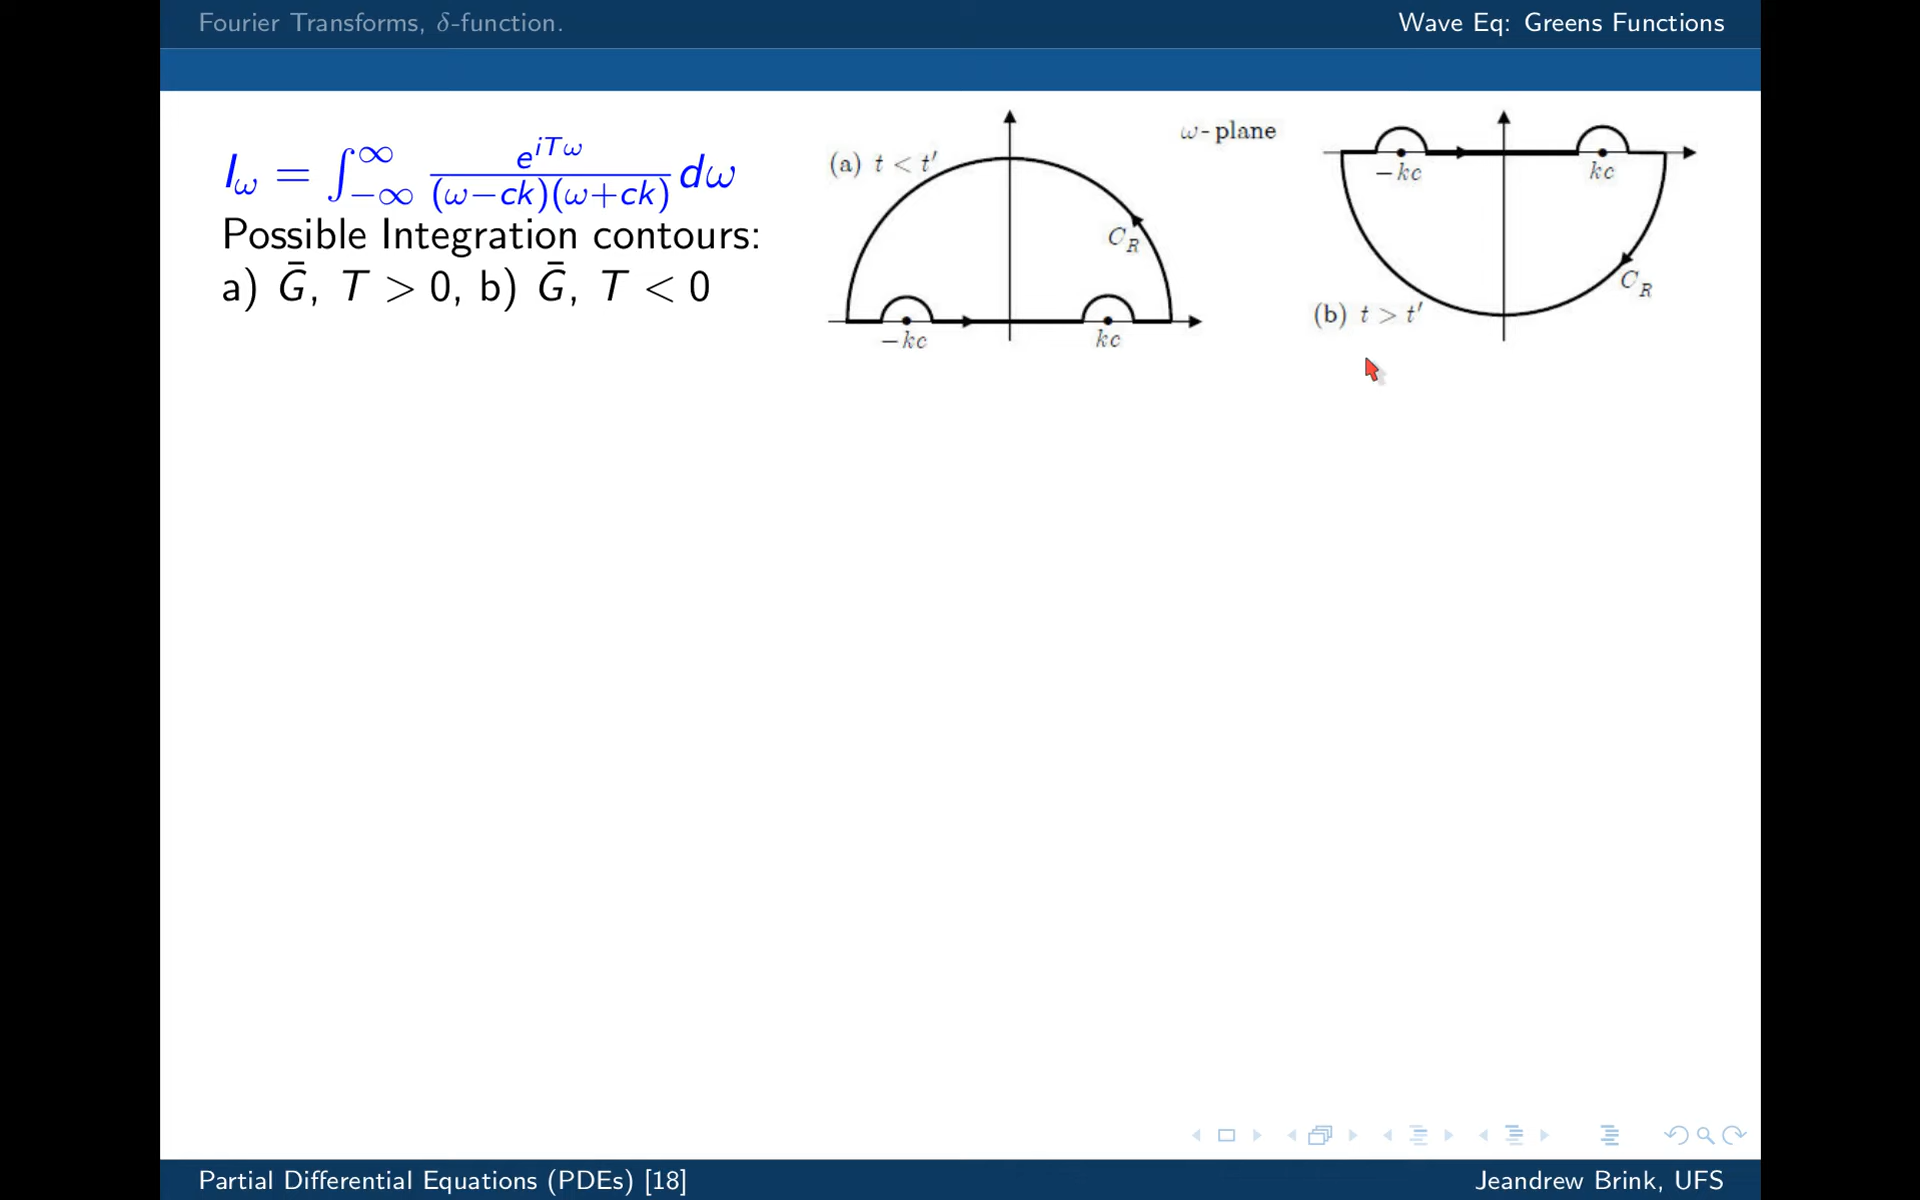 Fourier Transforms, δ-function.
Wave Eq: Greens Functions
I_ω = ∫_{−∞}^{∞} \frac{e^{iTω}}{(ω−ck)(ω+ck)} dω
Possible Integration contours:
a) Ḡ, T > 0, b) Ḡ, T < 0
(a) t < t′
C_R
−kc
kc
ω- plane
−kc
kc
C_R
(b) t > t′
Partial Differential Equations (PDEs) [18]
Jeandrew Brink, UFS